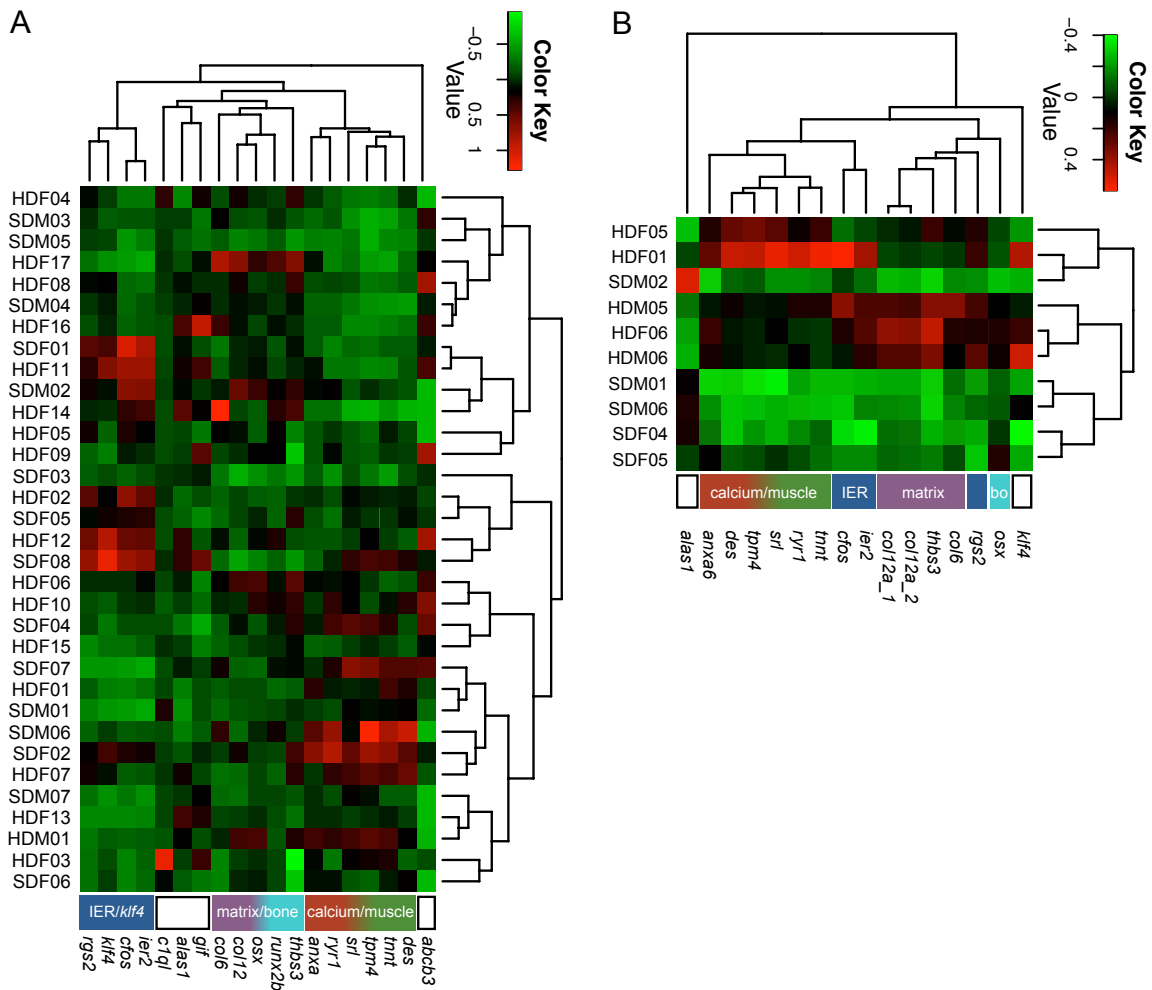 A
−0.5
0.5
1
Value
Color Key
HDF04
SDM03
SDM05
HDF17
HDF08
SDM04
HDF16
SDF01
HDF11
SDM02
HDF14
HDF05
HDF09
SDF03
HDF02
SDF05
HDF12
SDF08
HDF06
HDF10
SDF04
HDF15
SDF07
HDF01
SDM01
SDM06
SDF02
HDF07
SDM07
HDF13
HDM01
HDF03
SDF06
IER/klf4
matrix/bone
calcium/muscle
rgs2
klf4
cfos
ier2
c1ql
alas1
gif
col6
col12
osx
runx2b
thbs3
anxa
ryr1
srl
tpm4
tnnt
des
abcb3
B
−0.4
0
0.4
Value
Color Key
HDF05
HDF01
SDM02
HDM05
HDF06
HDM06
SDM01
SDM06
SDF04
SDF05
calcium/muscle
IER
matrix
bo
alas1
anxa6
des
tpm4
srl
ryr1
tnnt
cfos
ier2
col12a_1
col12a_2
thbs3
col6
rgs2
osx
klf4